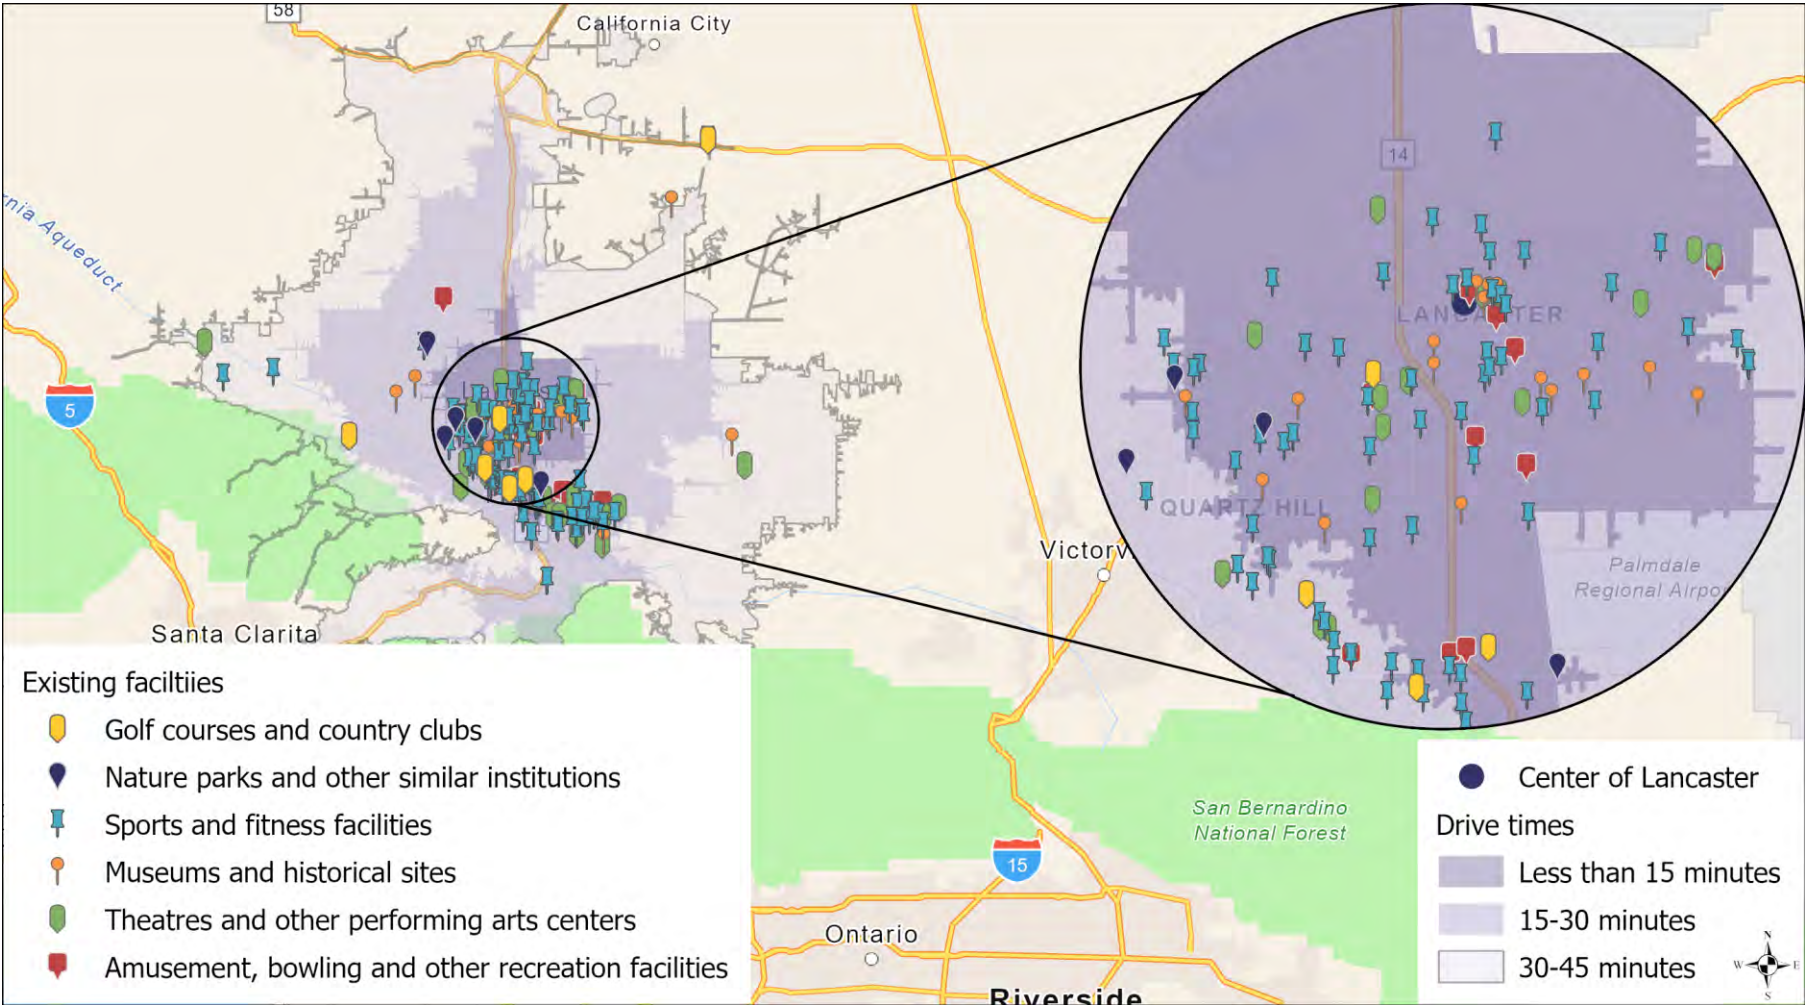 58
California City
14
rnia Aqueduct
LANCASTER
5
QUARTZ HILL
Victorv
Palmdale
Regional Airpor
Santa Clarita
Existing faciltiies
Golf courses and country clubs
Nature parks and other similar institutions
Sports and fitness facilities
Museums and historical sites
Theatres and other performing arts centers
Amusement, bowling and other recreation facilities
San Bernardino
National Forest
15
Ontario
Riverside
Center of Lancaster
Drive times
Less than 15 minutes
15-30 minutes
30-45 minutes
N
W
E
S